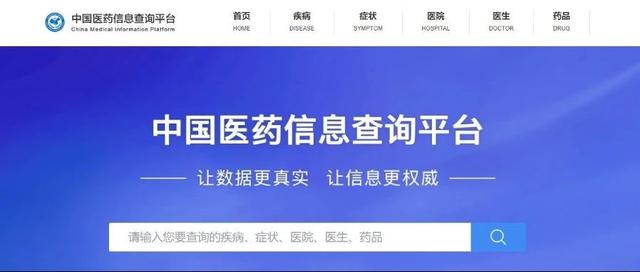 中国医药信息查询平台
China Medical Information Platform
首页 疾病 症状 医院 医生 药品
HOME DISEASE SYMPTOM HOSPITAL DOCTOR DRUG
中国医药信息查询平台
让数据更真实 让信息更权威
请输入您要查询的疾病、症状、医院、医生、药品